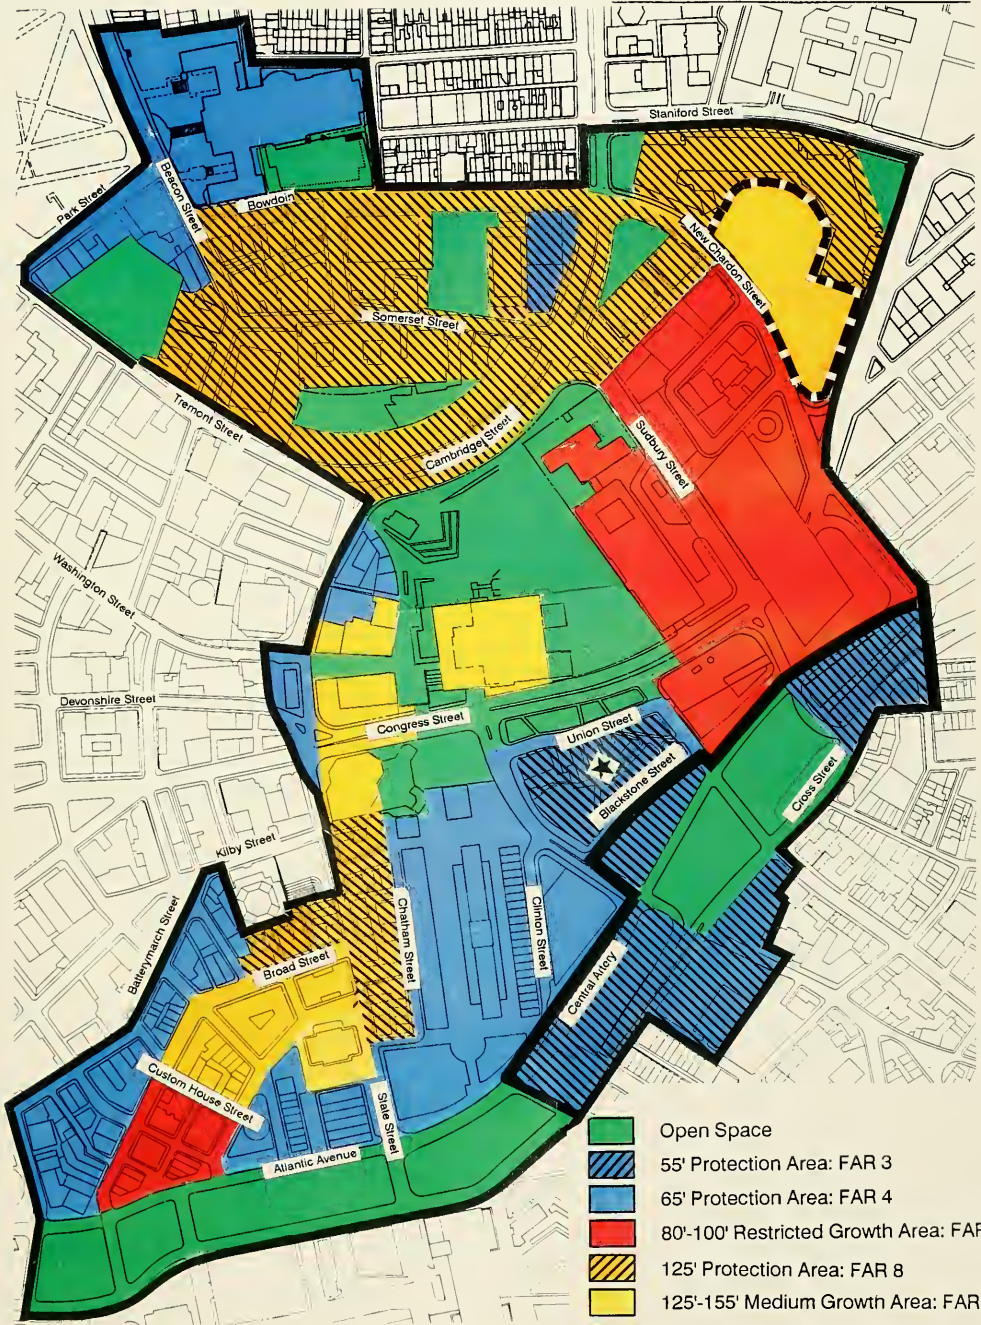 Staniford Street
Park Street
Beacon Street
Bowdoin
New Chardon Street
Somerset Street
Tremont Street
Cambridge Street
Sudbury Street
Washington Street
Devonshire Street
Congress Street
Union Street
Blackstone Street
Cross Street
Kilby Street
Batterymarch Street
Chatham Street
Clinton Street
Broad Street
Central Artery
Custom House Street
State Street
Atlantic Avenue
Open Space
55' Protection Area: FAR 3
65' Protection Area: FAR 4
80'-100' Restricted Growth Area: FAR
125' Protection Area: FAR 8
125'-155' Medium Growth Area: FAR